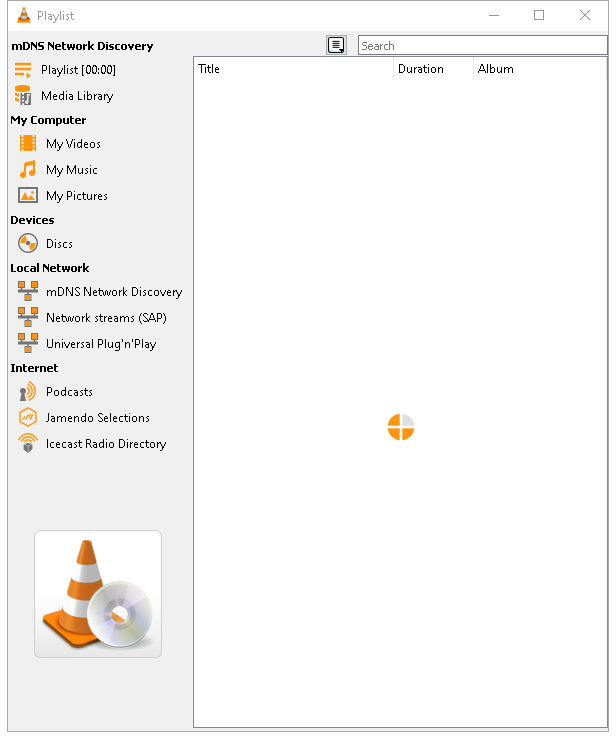 Playlist
mDNS Network Discovery
Search
Playlist [00:00]
Media Library
My Computer
My Videos
My Music
My Pictures
Devices
Discs
Local Network
mDNS Network Discovery
Network streams (SAP)
Universal Plug'n'Play
Internet
Podcasts
Jamendo Selections
Icecast Radio Directory
Title Duration Album